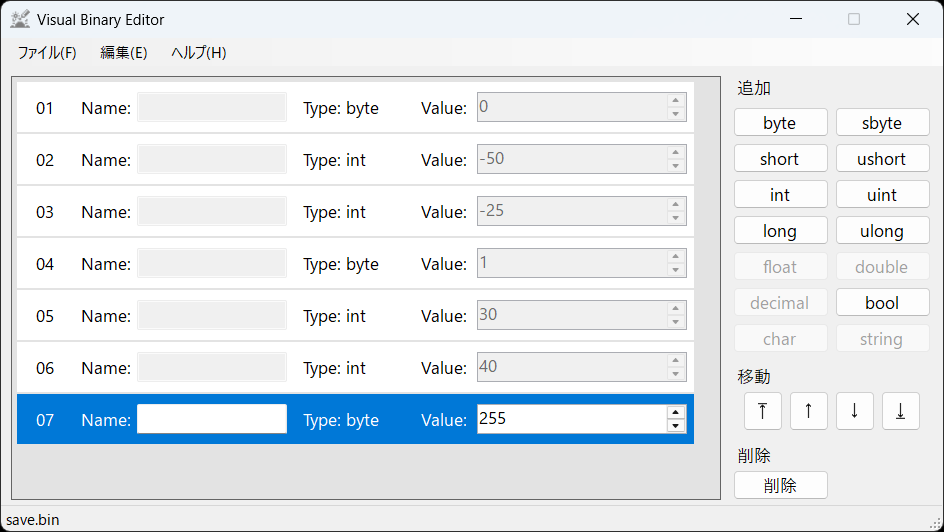 Visual Binary Editor
ファイル(F) 編集(E) ヘルプ(H)
01 Name: Type: byte Value: 0
02 Name: Type: int Value: -50
03 Name: Type: int Value: -25
04 Name: Type: byte Value: 1
05 Name: Type: int Value: 30
06 Name: Type: int Value: 40
07 Name: Type: byte Value: 255
追加
byte sbyte
short ushort
int uint
long ulong
float double
decimal bool
char string
移動
↑ ↓
削除
削除
save.bin